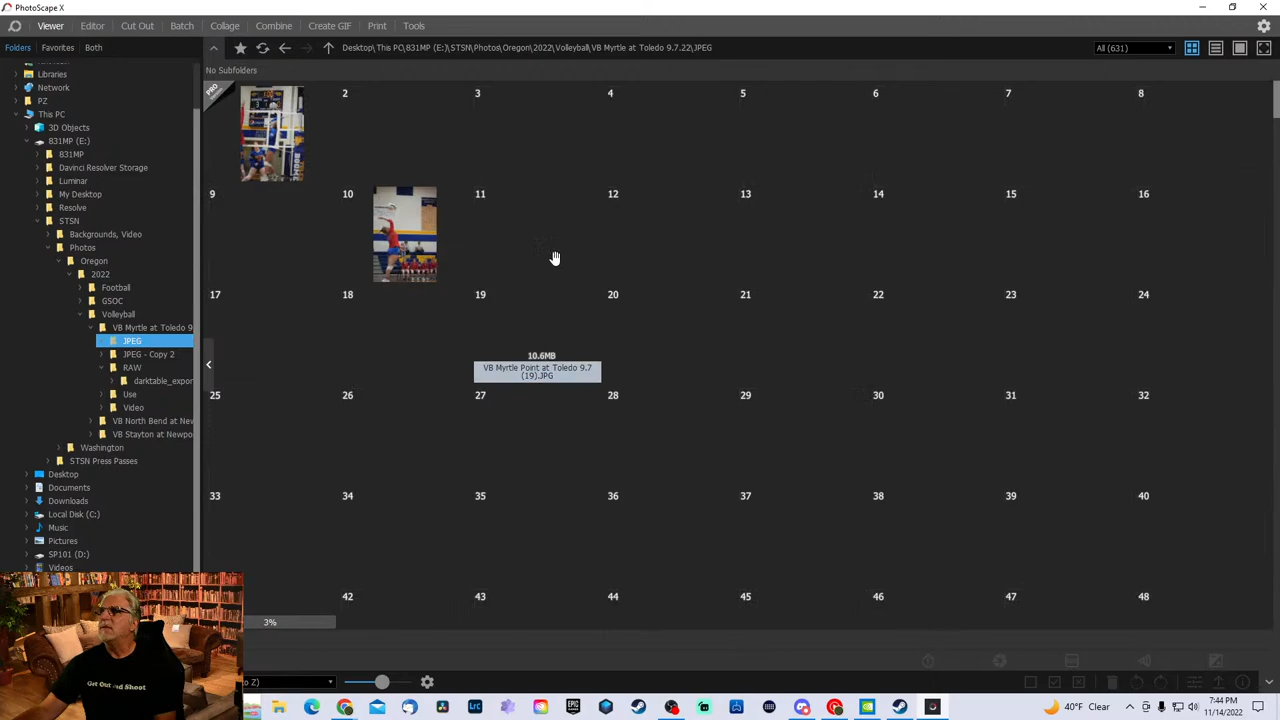 PhotoScape X
Viewer Editor Cut Out Batch Collage Combine Create GIF Print Tools
Folders Favorites Both
Desktop\ This PC\831MP (E:)\STSN\Photos\Oregon\2022\Volleyball\VB Myrtle at Toledo 9.7.22\JPEG
All (631)
No Subfolders
PRO
Libraries
Network
PZ
This PC
3D Objects
831MP (E:)
831MP
Davinci Resolver Storage
Luminar
My Desktop
Resolve
STSN
Backgrounds, Video
Photos
Oregon
2022
Football
GSOC
Volleyball
VB Myrtle at Toledo 9
JPEG
JPEG - Copy 2
RAW
darktable_expor
Use
Video
VB North Bend at Nev
VB Stayton at Newpo
Washington
STSN Press Passes
Desktop
Documents
Downloads
Local Disk (C:)
Music
Pictures
SP101 (D:)
Videos
2 3 4 5 6 7 8
9 10 11 12 13 14 15 16
17 18 19 20 21 22 23 24
10.6MB
VB Myrtle Point at Toledo 9.7
(19).JPG
25 26 27 28 29 30 31 32
33 34 35 36 37 38 39 40
42 43 44 45 46 47 48
3%
to Z)
Get Out and Shoot
40°F Clear
7:44 PM
11/14/2022